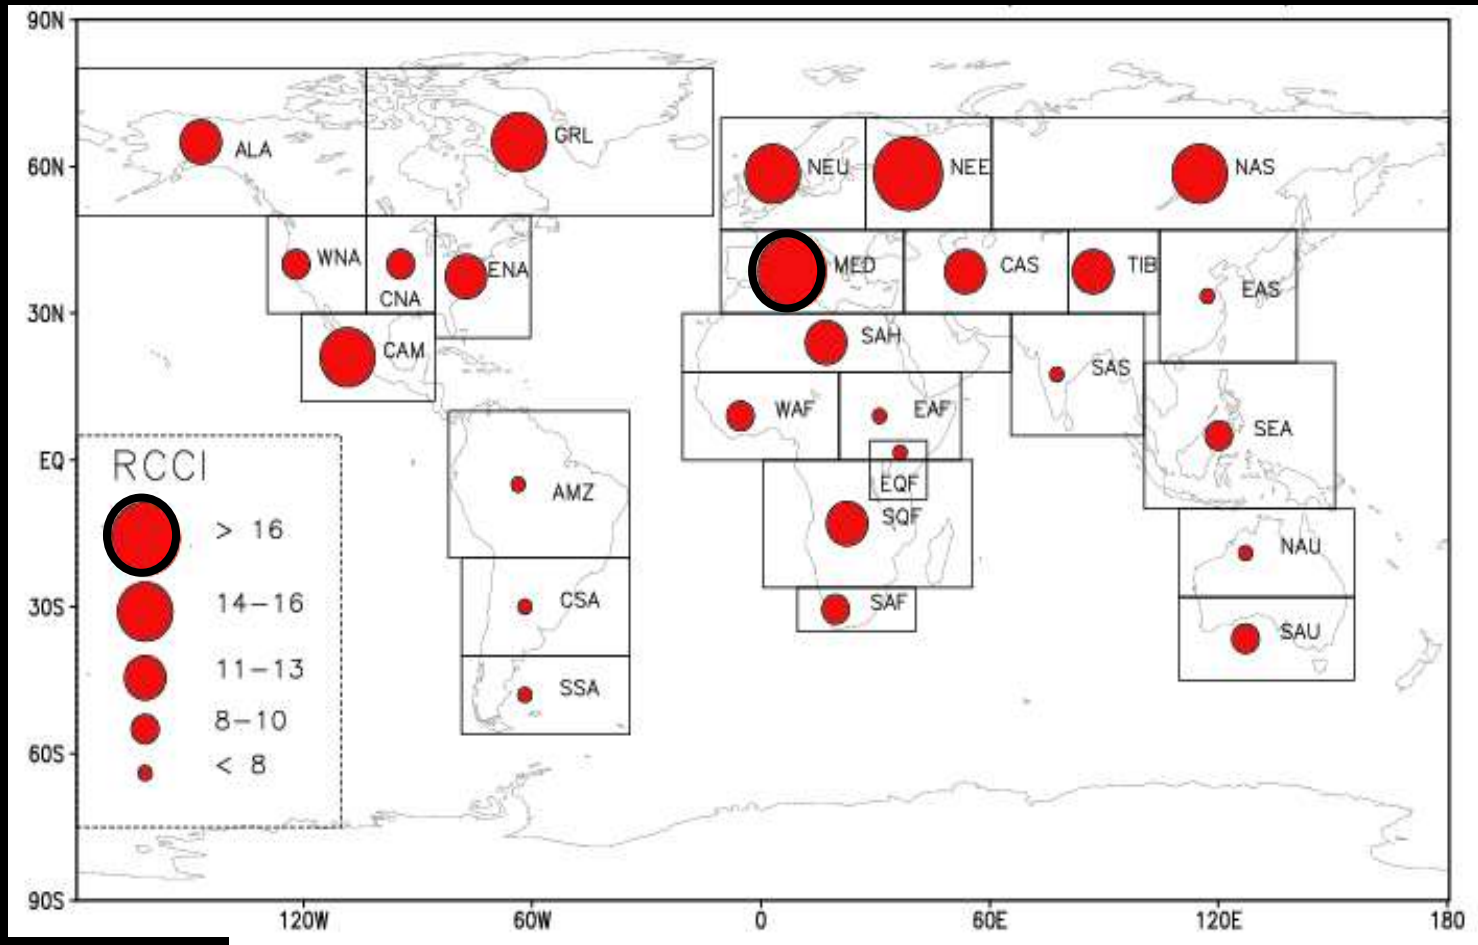 90N
GRL
ALA
60N
NEU
NEE
NAS
WNA
ENA
MED
CAS
TIB
CNA
EAS
30N
SAH
CAM
SAS
WAF
EAF
SEA
EQ
RCCI
EQF
AMZ
SQF
> 16
NAU
14-16
CSA
SAF
30S
SAU
11-13
SSA
8-10
60S
< 8
90S
120W
60W
0
60E
120E
180